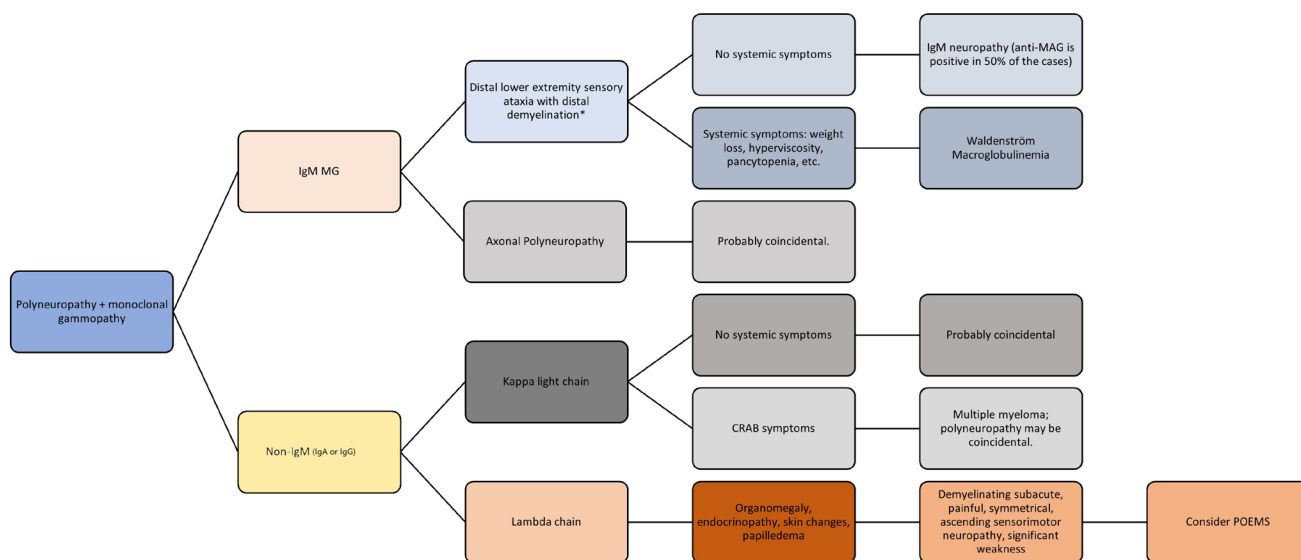 No systemic symptoms
IgM neuropathy (anti-MAG is
positive in 50% of the cases)
Distal lower extremity sensory
ataxia with distal
demyelination*
Systemic symptoms: weight
loss, hyperviscosity,
pancytopenia, etc.
Waldenström
Macroglobulinemia
IgM MG
Axonal Polyneuropathy
Probably coincidental.
Polyneuropathy + monoclonal
gammopathy
No systemic symptoms
Probably coincidental
Kappa light chain
CRAB symptoms
Multiple myeloma;
polyneuropathy may be
coincidental.
Non-IgM (IgA or IgG)
Lambda chain
Organomegaly,
endocrinopathy, skin changes,
papilledema
Demyelinating subacute,
painful, symmetrical,
ascending sensorimotor
neuropathy, significant
weakness
Consider POEMS